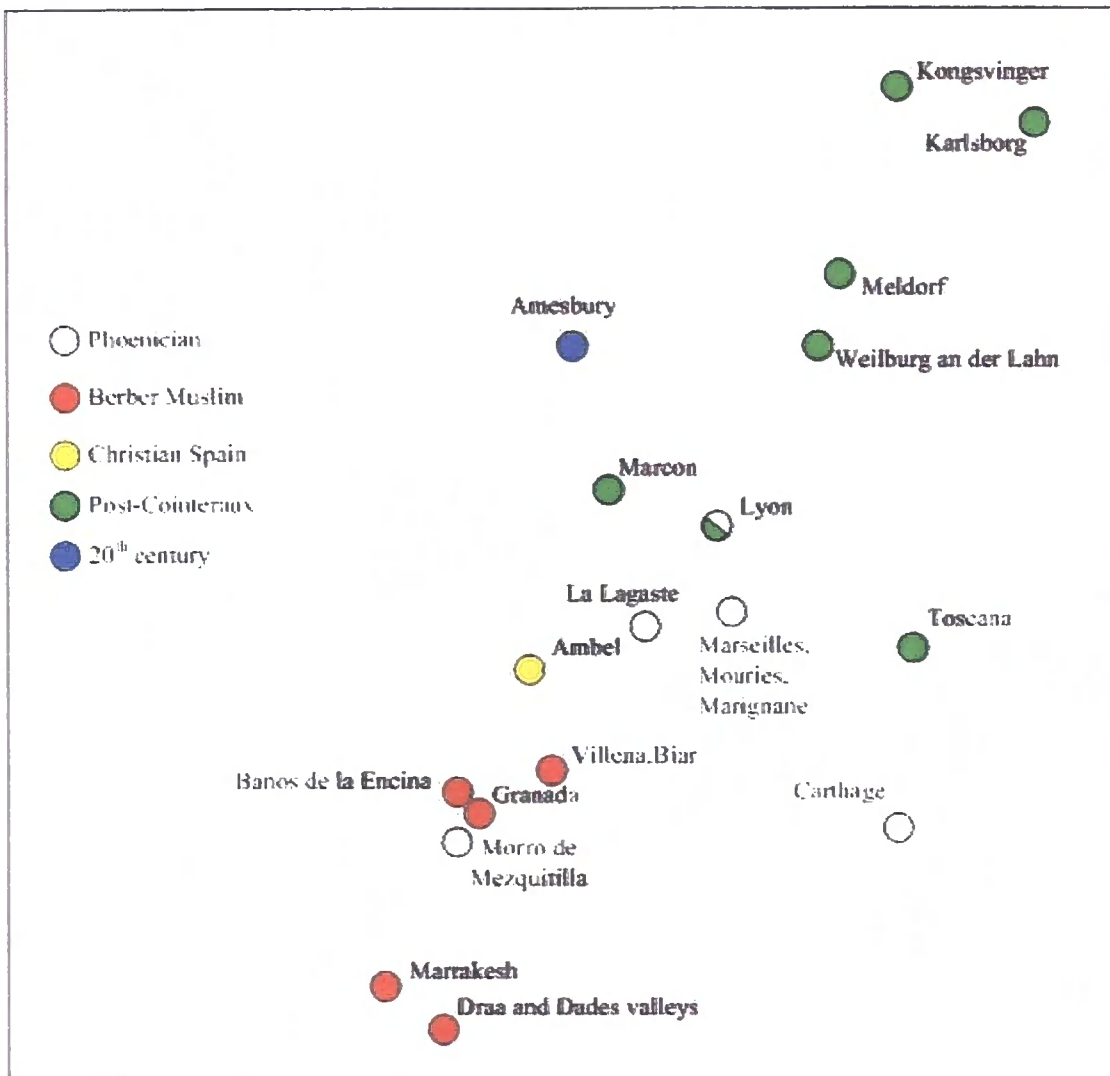 Kongsvinger
Karlsborg
Meldorf
Amesbury
Weilburg an der Lahn
Phoenician
Berber Muslim
Christian Spain
Post-Cointeraux
20th century
Marcon
Lyon
La Lagaste
Ambel
Marseilles,
Mouries,
Marignane
Toscana
Villena,Biar
Banos de la Encina
Granada
Carthage
Morro de
Mezquitilla
Marrakesh
Draa and Dades valleys